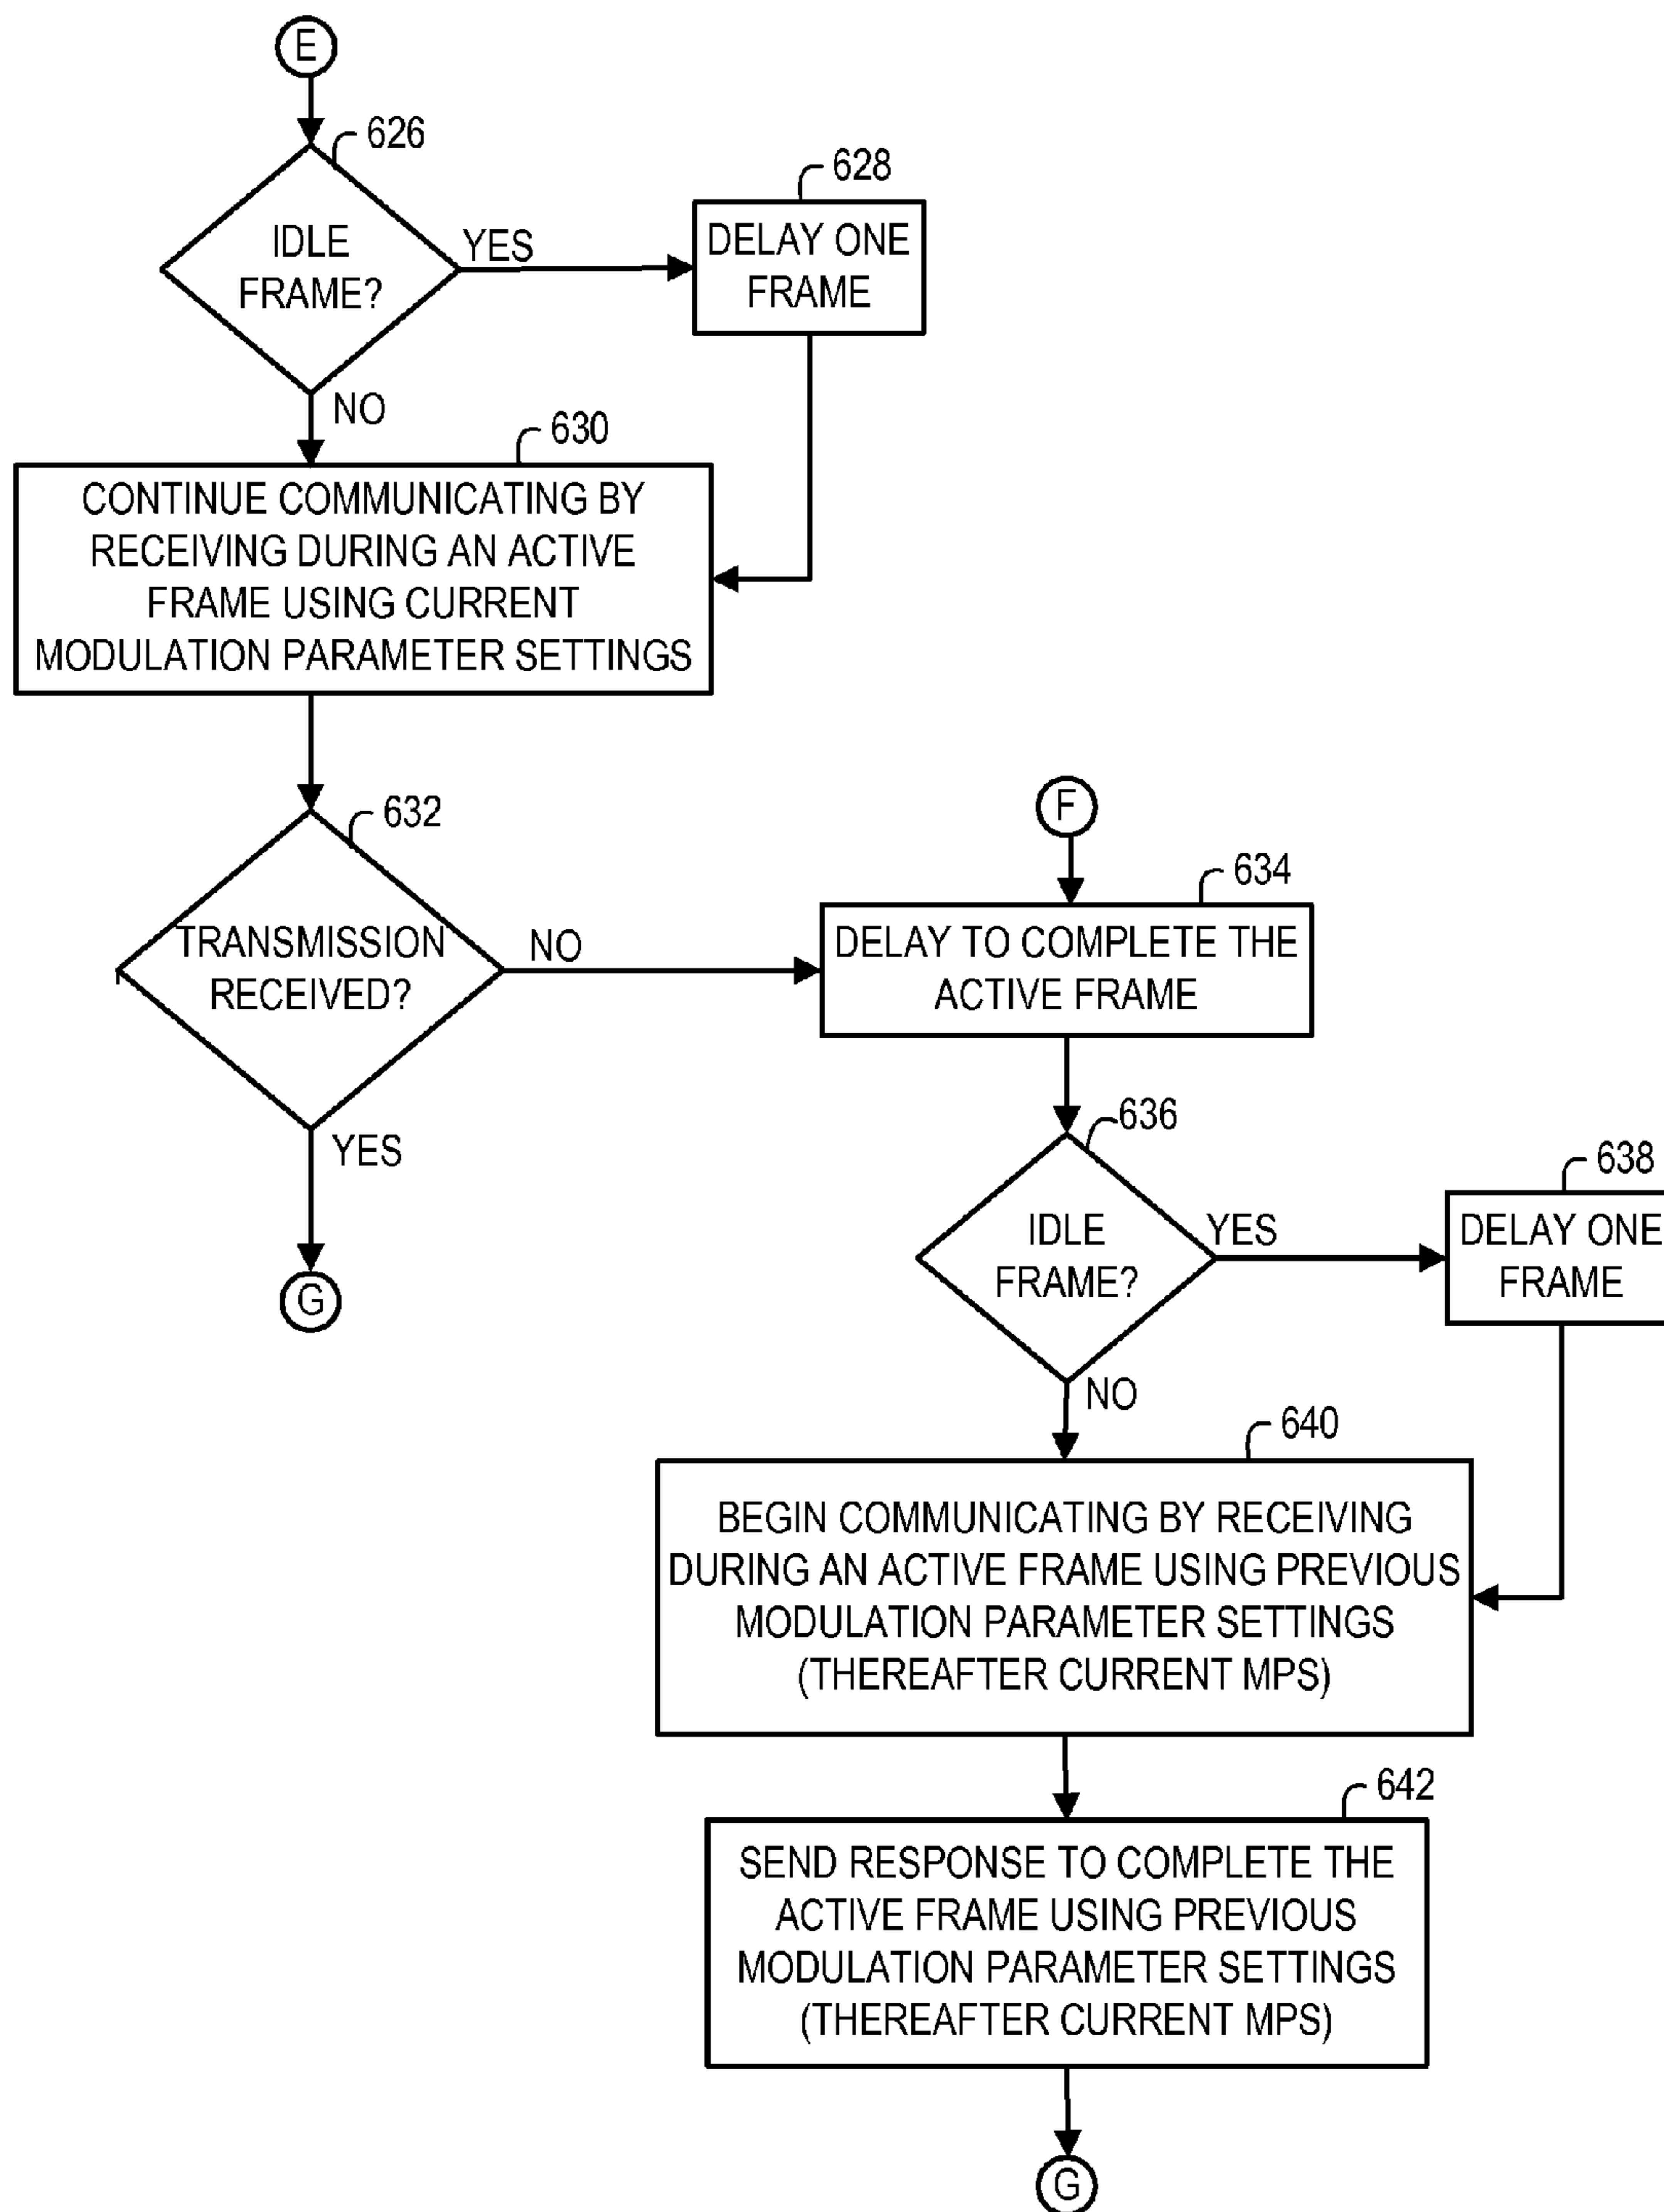 E
626
IDLE
FRAME?
YES
628
DELAY ONE
FRAME
NO
630
CONTINUE COMMUNICATING BY
RECEIVING DURING AN ACTIVE
FRAME USING CURRENT
MODULATION PARAMETER SETTINGS
632
TRANSMISSION
RECEIVED?
NO
YES
G
F
634
DELAY TO COMPLETE THE
ACTIVE FRAME
636
IDLE
FRAME?
YES
638
DELAY ONE
FRAME
NO
640
BEGIN COMMUNICATING BY RECEIVING
DURING AN ACTIVE FRAME USING PREVIOUS
MODULATION PARAMETER SETTINGS
(THEREAFTER CURRENT MPS)
642
SEND RESPONSE TO COMPLETE THE
ACTIVE FRAME USING PREVIOUS
MODULATION PARAMETER SETTINGS
(THEREAFTER CURRENT MPS)
G